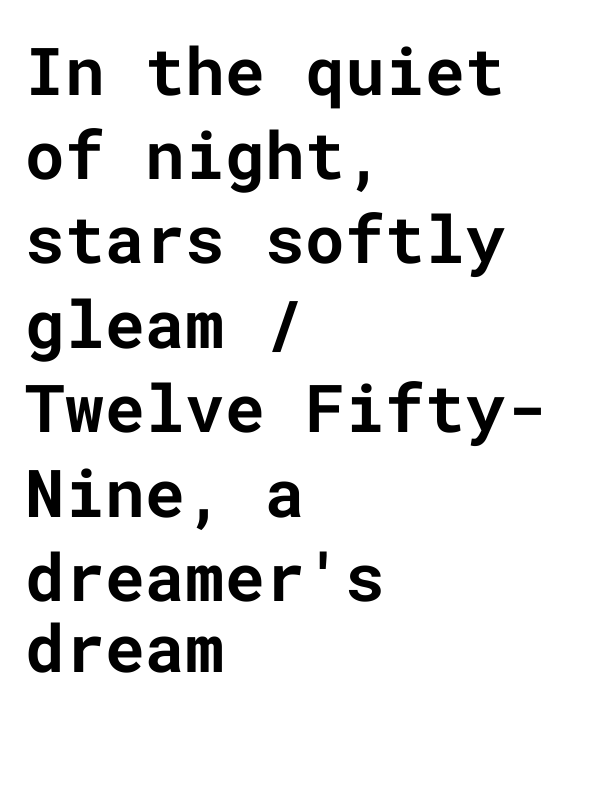 In the quiet
of night,
stars softly
gleam /
Twelve Fifty-
Nine, a
dreamer's
dream